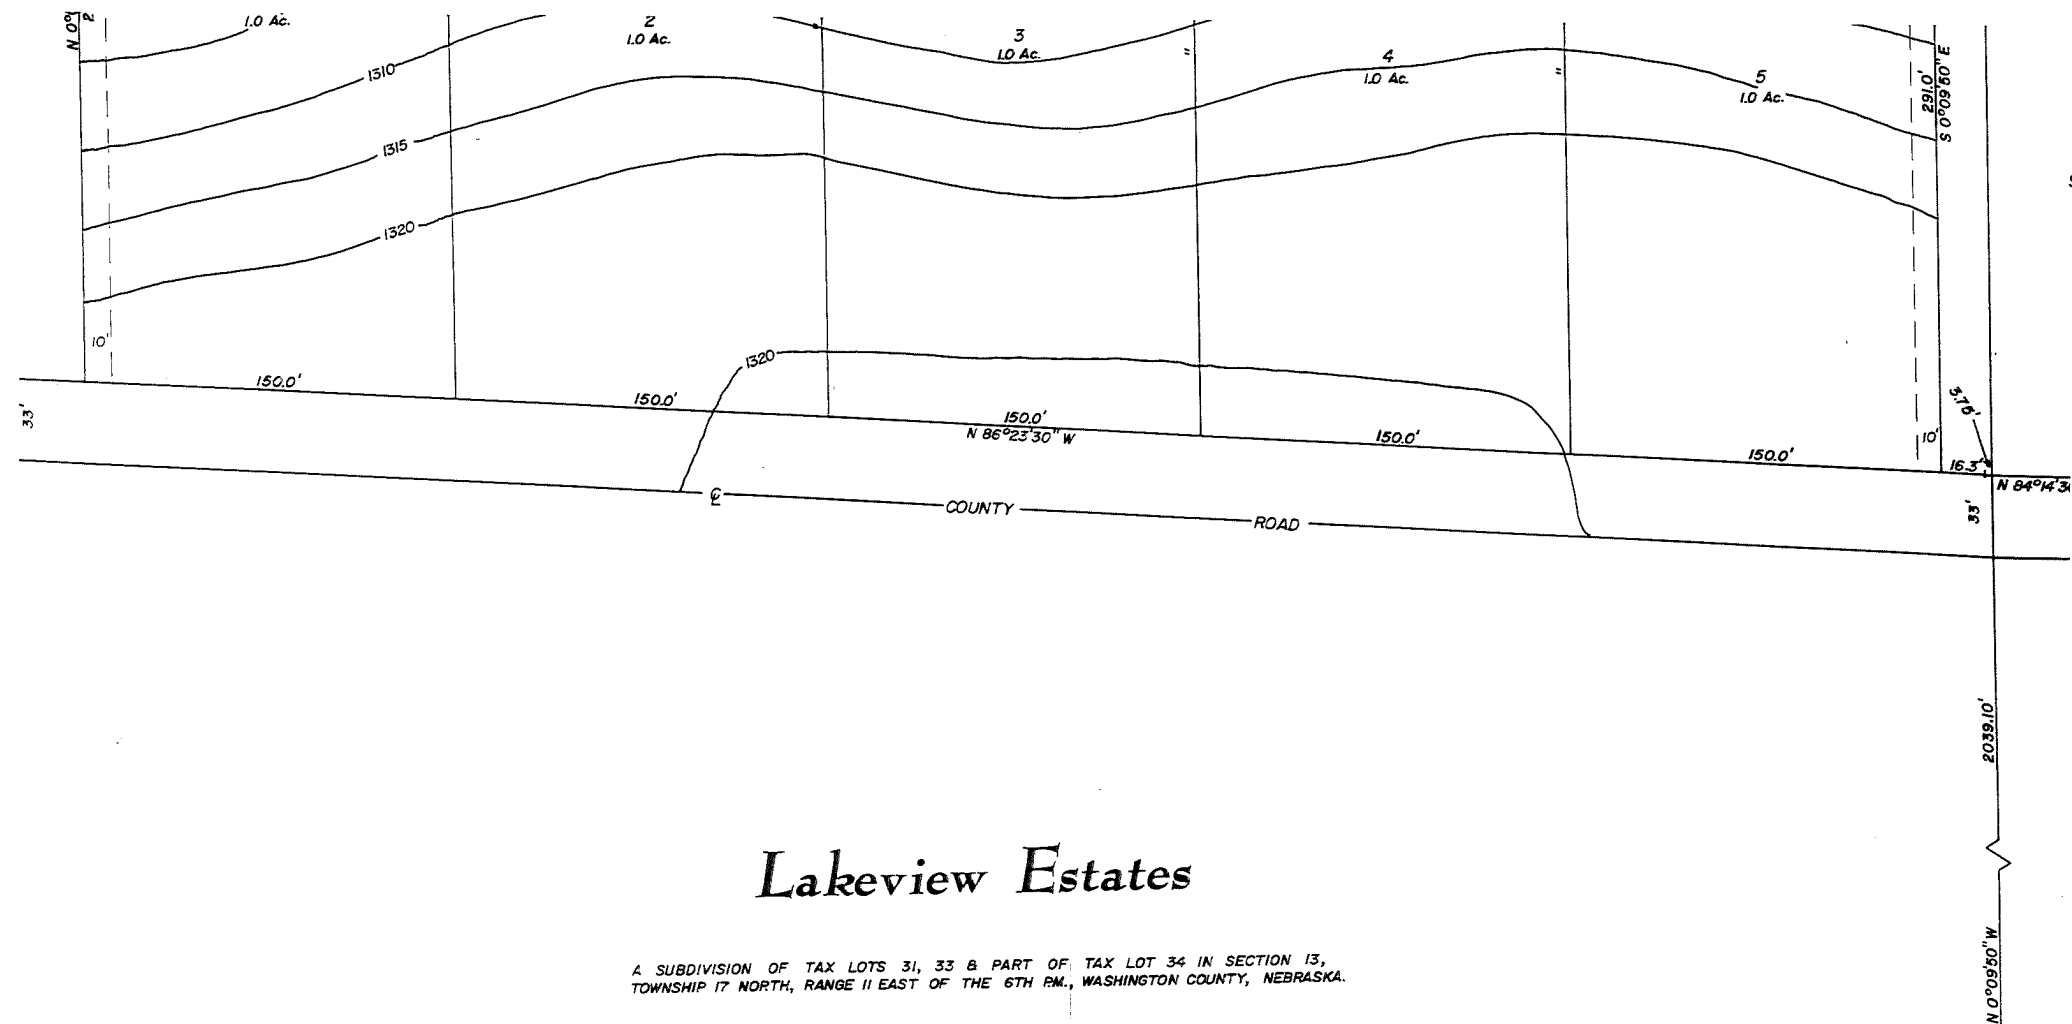 1.0 Ac.
2
1.0 Ac.
3
1.0 Ac.
"
4
1.0 Ac.
"
5
1.0 Ac.
291.0'
S 0°09'50" E
1310
1315
1320
10'
1320
150.0'
150.0'
150.0'
N 86°23'30" W
150.0'
150.0'
10'
3.75'
16.3'
33'
33'
℄
COUNTY
ROAD
2039.10'
N 0°09'50" W
Lakeview Estates
A SUBDIVISION OF TAX LOTS 31, 33 & PART OF TAX LOT 34 IN SECTION 13,
TOWNSHIP 17 NORTH, RANGE 11 EAST OF THE 6TH P.M., WASHINGTON COUNTY, NEBRASKA.